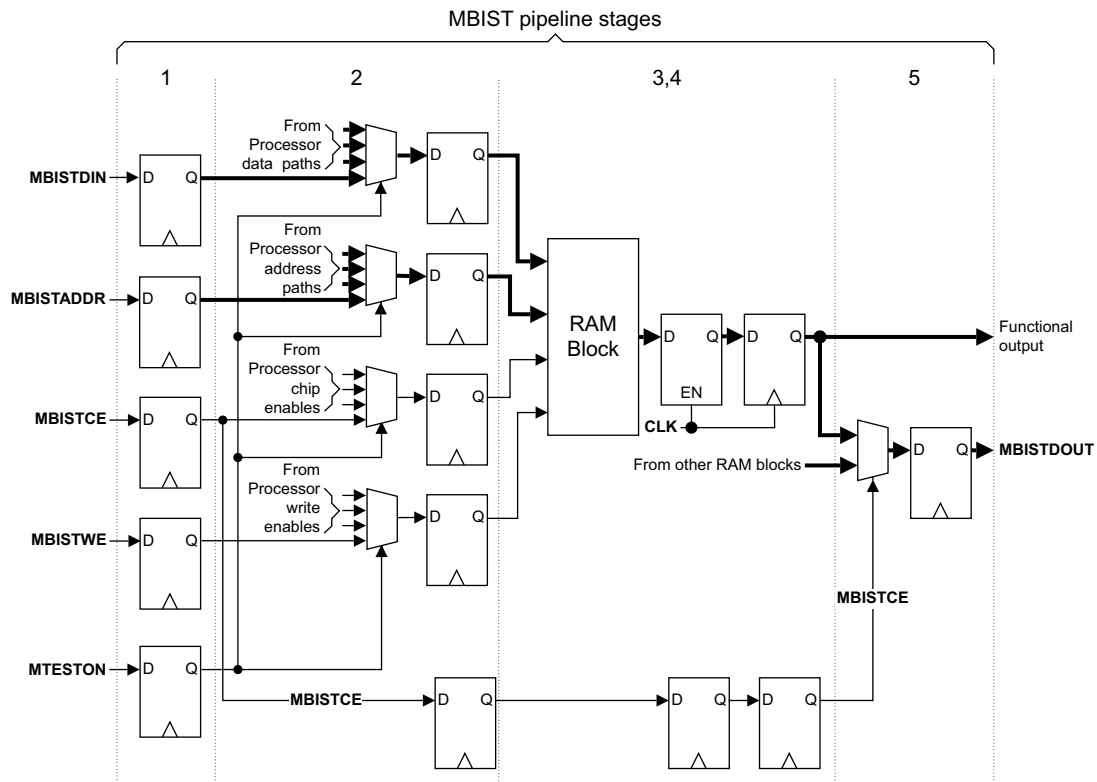 MBIST pipeline stages
1
2
3,4
5
From
Processor
data paths
D Q
MBISTDIN
D Q
From
Processor
address
paths
D Q
MBISTADDR
D Q
RAM
Block
D Q
EN
D Q
Functional
output
From
Processor
chip
enables
D Q
MBISTCE
D Q
CLK
From other RAM blocks
D Q
MBISTDOUT
From
Processor
write
enables
D Q
MBISTWE
D Q
MBISTCE
MTESTON
D Q
MBISTCE
D Q
D Q
D Q